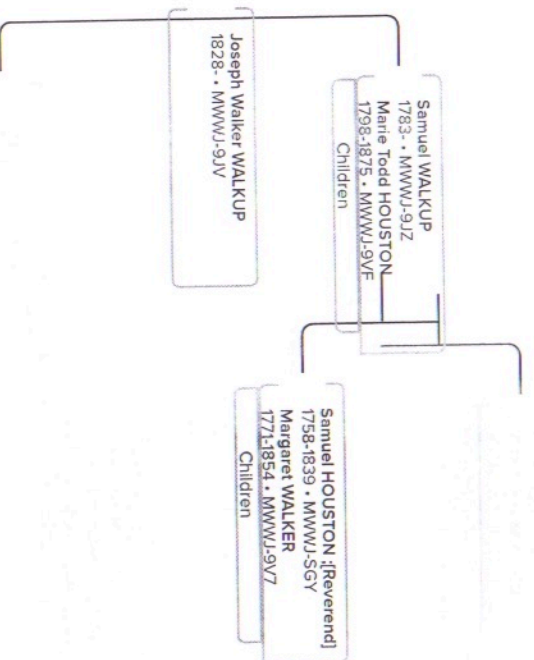 Joseph Walker WALKUP
1828- • MWWJ-9JV
Samuel WALKUP
1783- • MWWJ-9JZ
Marie Todd HOUSTON
1798-1875 • MWWJ-9VF
Children
Samuel HOUSTON :[Reverend]
1758-1839 • MWWJ-SGY
Margaret WALKER
1771-1854 • MWWJ-9V7
Children